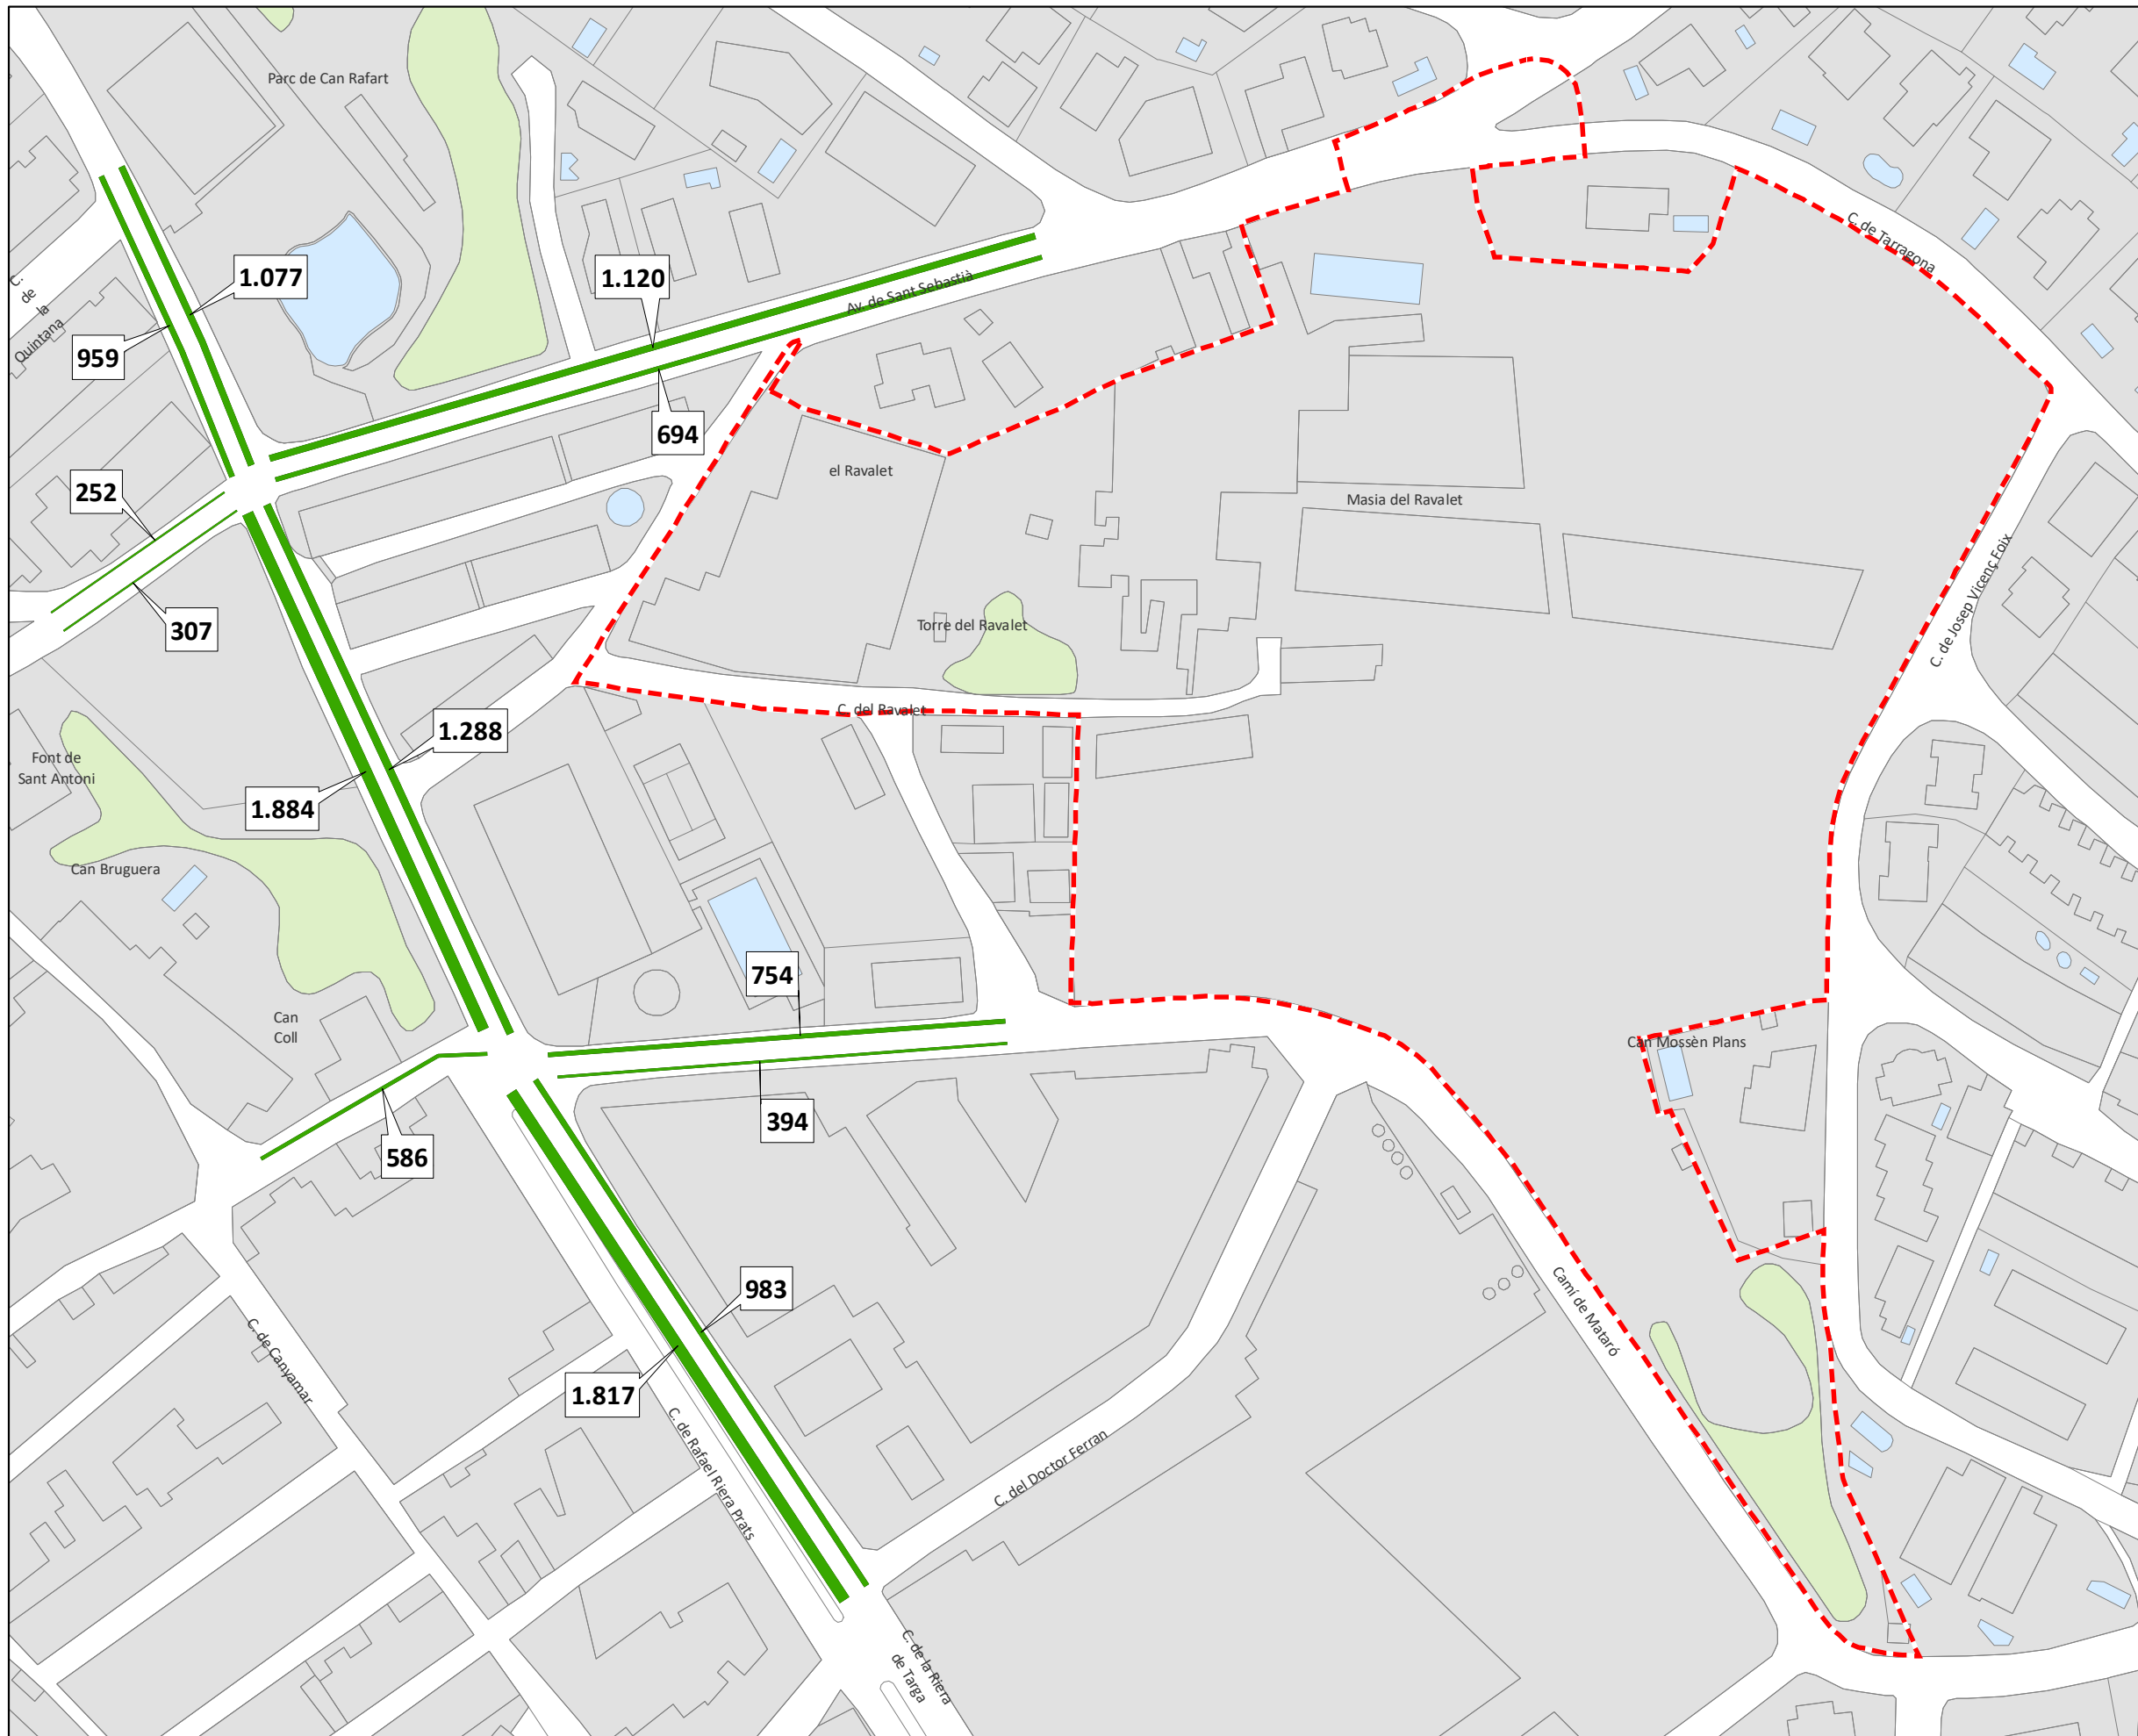 Parc de Can Rafart
C. de Tarragona
1.077
1.120
Av. de Sant Sebastià
C.
de
la
Quintana
959
694
el Ravalet
252
Masia del Ravalet
307
Torre del Ravalet
C. de Josep Vicenç Foix
C. del Ravalet
1.288
Font de
Sant Antoni
1.884
Can Bruguera
754
Can
Coll
Can Mossèn Plans
394
586
983
Camí de Mataró
C. de Canyamar
1.817
C. de Rafael Riera Prats
C. del Doctor Ferran
C. de la Riera
de Targa